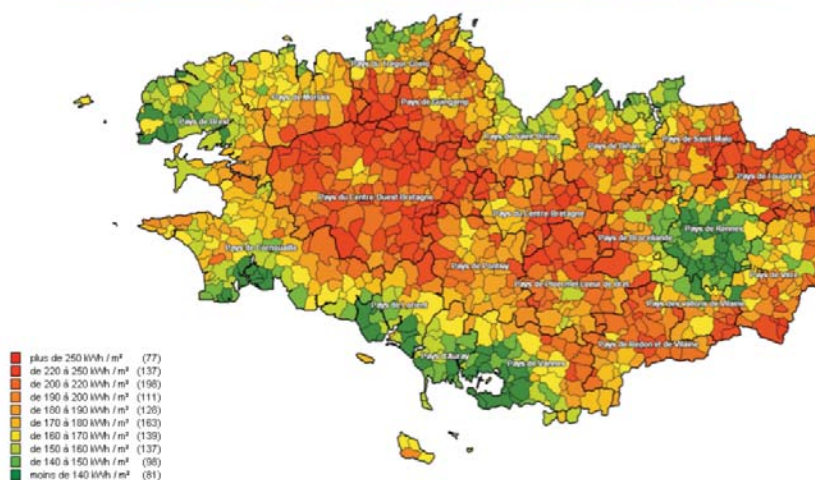 Pays du Trégor-Goëlo
Pays de Morlaix
Pays de Guingamp
Pays de Brest
Pays de Saint-Brieuc
Pays de Dinan
Pays de Saint-Malo
Pays de Fougères
Pays du Centre Ouest Bretagne
Pays du Centre Bretagne
Pays de Rennes
Pays de Brocéliande
Pays de Cornouaille
Pays de Pontivy
Pays de Ploërmel Coeur de Bret.
Pays de Vitré
Pays de Lorient
Pays des Vallons de Vilaine
Pays de Redon et de Vilaine
Pays d'Auray
Pays de Vannes
plus de 250 kWh / m² (77)
de 220 à 250 kWh / m² (137)
de 200 à 220 kWh / m² (198)
de 190 à 200 kWh / m² (111)
de 180 à 190 kWh / m² (128)
de 170 à 180 kWh / m² (163)
de 160 à 170 kWh / m² (139)
de 150 à 160 kWh / m² (137)
de 140 à 150 kWh / m² (98)
moins de 140 kWh / m² (81)